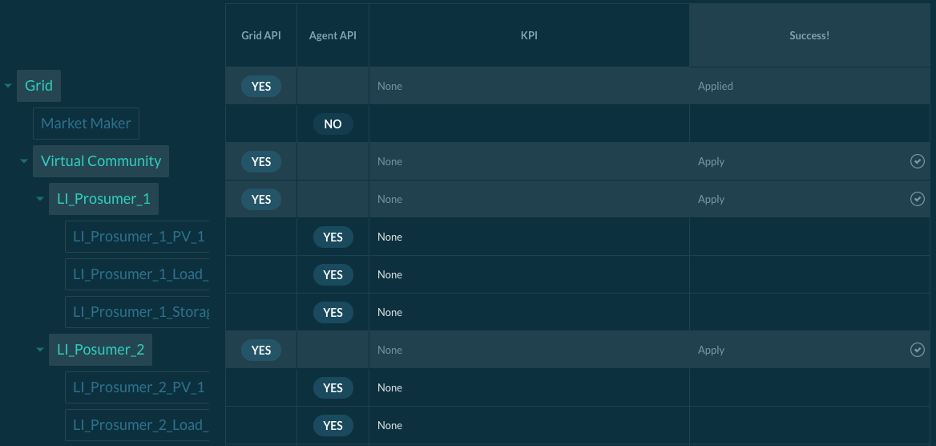 Grid API Agent API KPI Success!
Grid YES None Applied
Market Maker NO
Virtual Community YES None Apply
LI_Prosumer_1 YES None Apply
LI_Prosumer_1_PV_1 YES None
LI_Prosumer_1_Load_ YES None
LI_Prosumer_1_Storag YES None
LI_Posumer_2 YES None Apply
LI_Prosumer_2_PV_1 YES None
LI_Prosumer_2_Load_ YES None